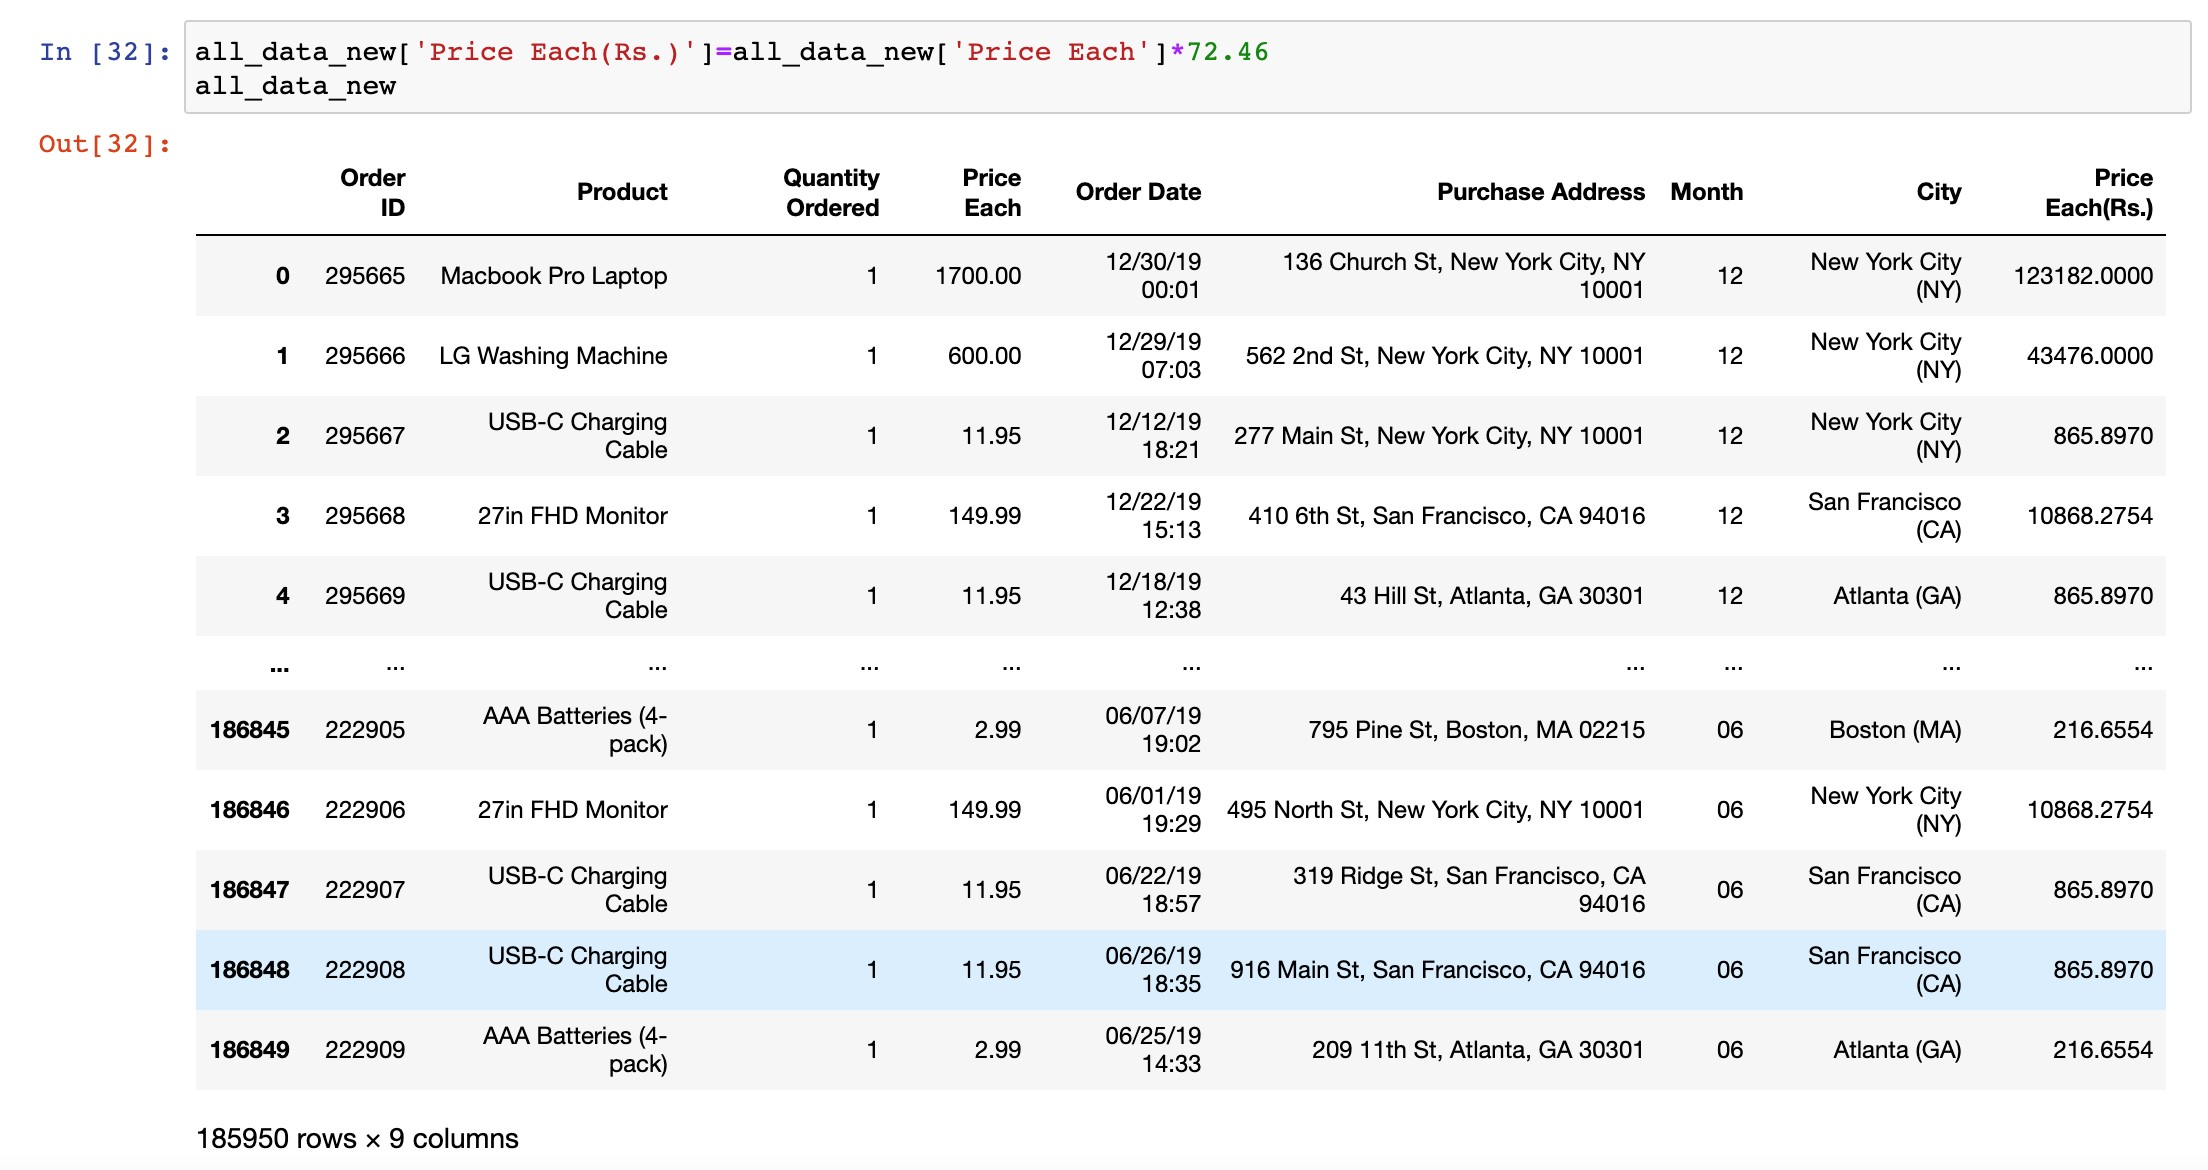 In [32]: all_data_new['Price Each(Rs.)']=all_data_new['Price Each']*72.46
all_data_new
Out[32]:
Order ID Product Quantity Ordered Price Each Order Date Purchase Address Month City Price Each(Rs.)
0 295665 Macbook Pro Laptop 1 1700.00 12/30/19 00:01 136 Church St, New York City, NY 10001 12 New York City (NY) 123182.0000
1 295666 LG Washing Machine 1 600.00 12/29/19 07:03 562 2nd St, New York City, NY 10001 12 New York City (NY) 43476.0000
2 295667 USB-C Charging Cable 1 11.95 12/12/19 18:21 277 Main St, New York City, NY 10001 12 New York City (NY) 865.8970
3 295668 27in FHD Monitor 1 149.99 12/22/19 15:13 410 6th St, San Francisco, CA 94016 12 San Francisco (CA) 10868.2754
4 295669 USB-C Charging Cable 1 11.95 12/18/19 12:38 43 Hill St, Atlanta, GA 30301 12 Atlanta (GA) 865.8970
... ... ... ... ... ... ... ... ... ...
186845 222905 AAA Batteries (4-pack) 1 2.99 06/07/19 19:02 795 Pine St, Boston, MA 02215 06 Boston (MA) 216.6554
186846 222906 27in FHD Monitor 1 149.99 06/01/19 19:29 495 North St, New York City, NY 10001 06 New York City (NY) 10868.2754
186847 222907 USB-C Charging Cable 1 11.95 06/22/19 18:57 319 Ridge St, San Francisco, CA 94016 06 San Francisco (CA) 865.8970
186848 222908 USB-C Charging Cable 1 11.95 06/26/19 18:35 916 Main St, San Francisco, CA 94016 06 San Francisco (CA) 865.8970
186849 222909 AAA Batteries (4-pack) 1 2.99 06/25/19 14:33 209 11th St, Atlanta, GA 30301 06 Atlanta (GA) 216.6554
185950 rows × 9 columns